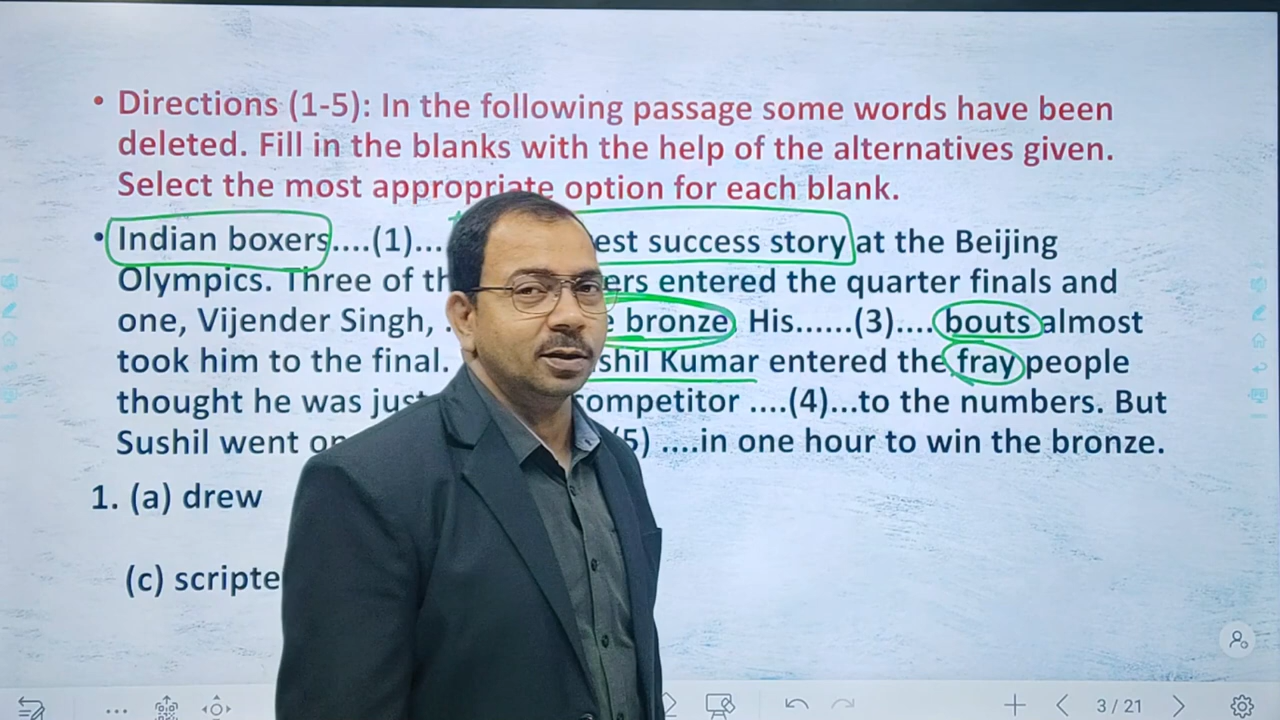 • Directions (1-5): In the following passage some words have been
deleted. Fill in the blanks with the help of the alternatives given.
Select the most appropriate option for each blank.
• Indian boxers....(1)... est success story at the Beijing
Olympics. Three of th ers entered the quarter finals and
one, Vijender Singh, . e bronze. His......(3).... bouts almost
took him to the final. shil Kumar entered the fray people
thought he was just competitor ....(4)...to the numbers. But
Sushil went on (5) ....in one hour to win the bronze.
1. (a) drew
(c) scripte
3 / 21